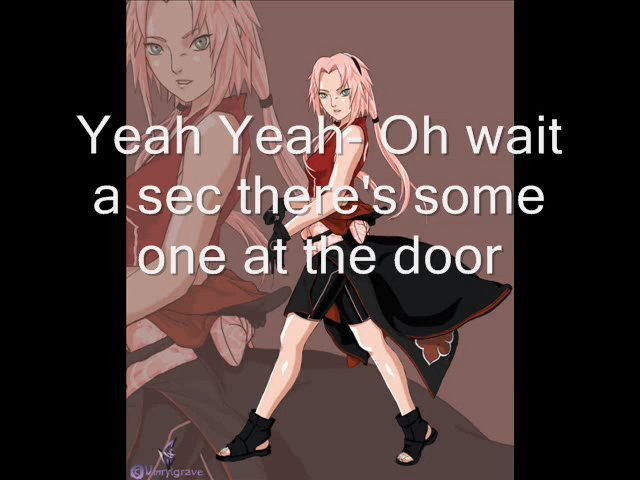 Yeah Yeah- Oh wait
a sec there's some
one at the door